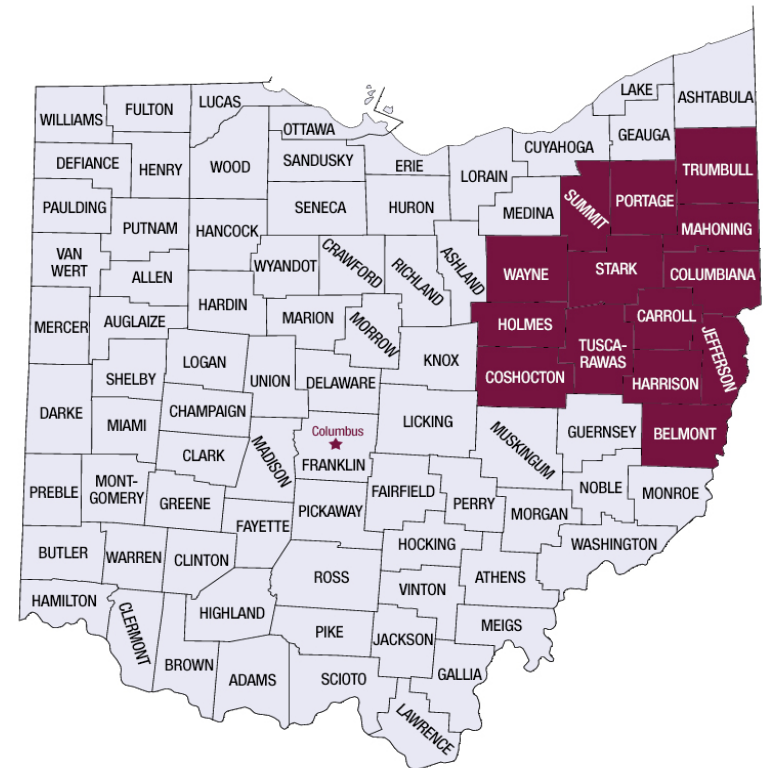 LAKE
ASHTABULA
LUCAS
FULTON
WILLIAMS
OTTAWA
GEAUGA
CUYAHOGA
DEFIANCE
HENRY
WOOD
SANDUSKY
ERIE
LORAIN
TRUMBULL
PAULDING
SENECA
HURON
MEDINA
SUMMIT
PORTAGE
PUTNAM
HANCOCK
MAHONING
VAN
WERT
ALLEN
WYANDOT
CRAWFORD
RICHLAND
ASHLAND
WAYNE
STARK
COLUMBIANA
HARDIN
MERCER
AUGLAIZE
MARION
MORROW
HOLMES
CARROLL
TUSCA-
RAWAS
JEFFERSON
LOGAN
KNOX
SHELBY
UNION
DELAWARE
COSHOCTON
HARRISON
DARKE
CHAMPAIGN
MIAMI
LICKING
Columbus
MUSKINGUM
GUERNSEY
BELMONT
CLARK
MADISON
FRANKLIN
PREBLE
MONT-
GOMERY
GREENE
FAIRFIELD
PERRY
NOBLE
MONROE
PICKAWAY
MORGAN
FAYETTE
BUTLER
WARREN
CLINTON
HOCKING
WASHINGTON
ROSS
VINTON
ATHENS
HAMILTON
CLERMONT
HIGHLAND
PIKE
JACKSON
MEIGS
BROWN
ADAMS
SCIOTO
GALLIA
LAWRENCE